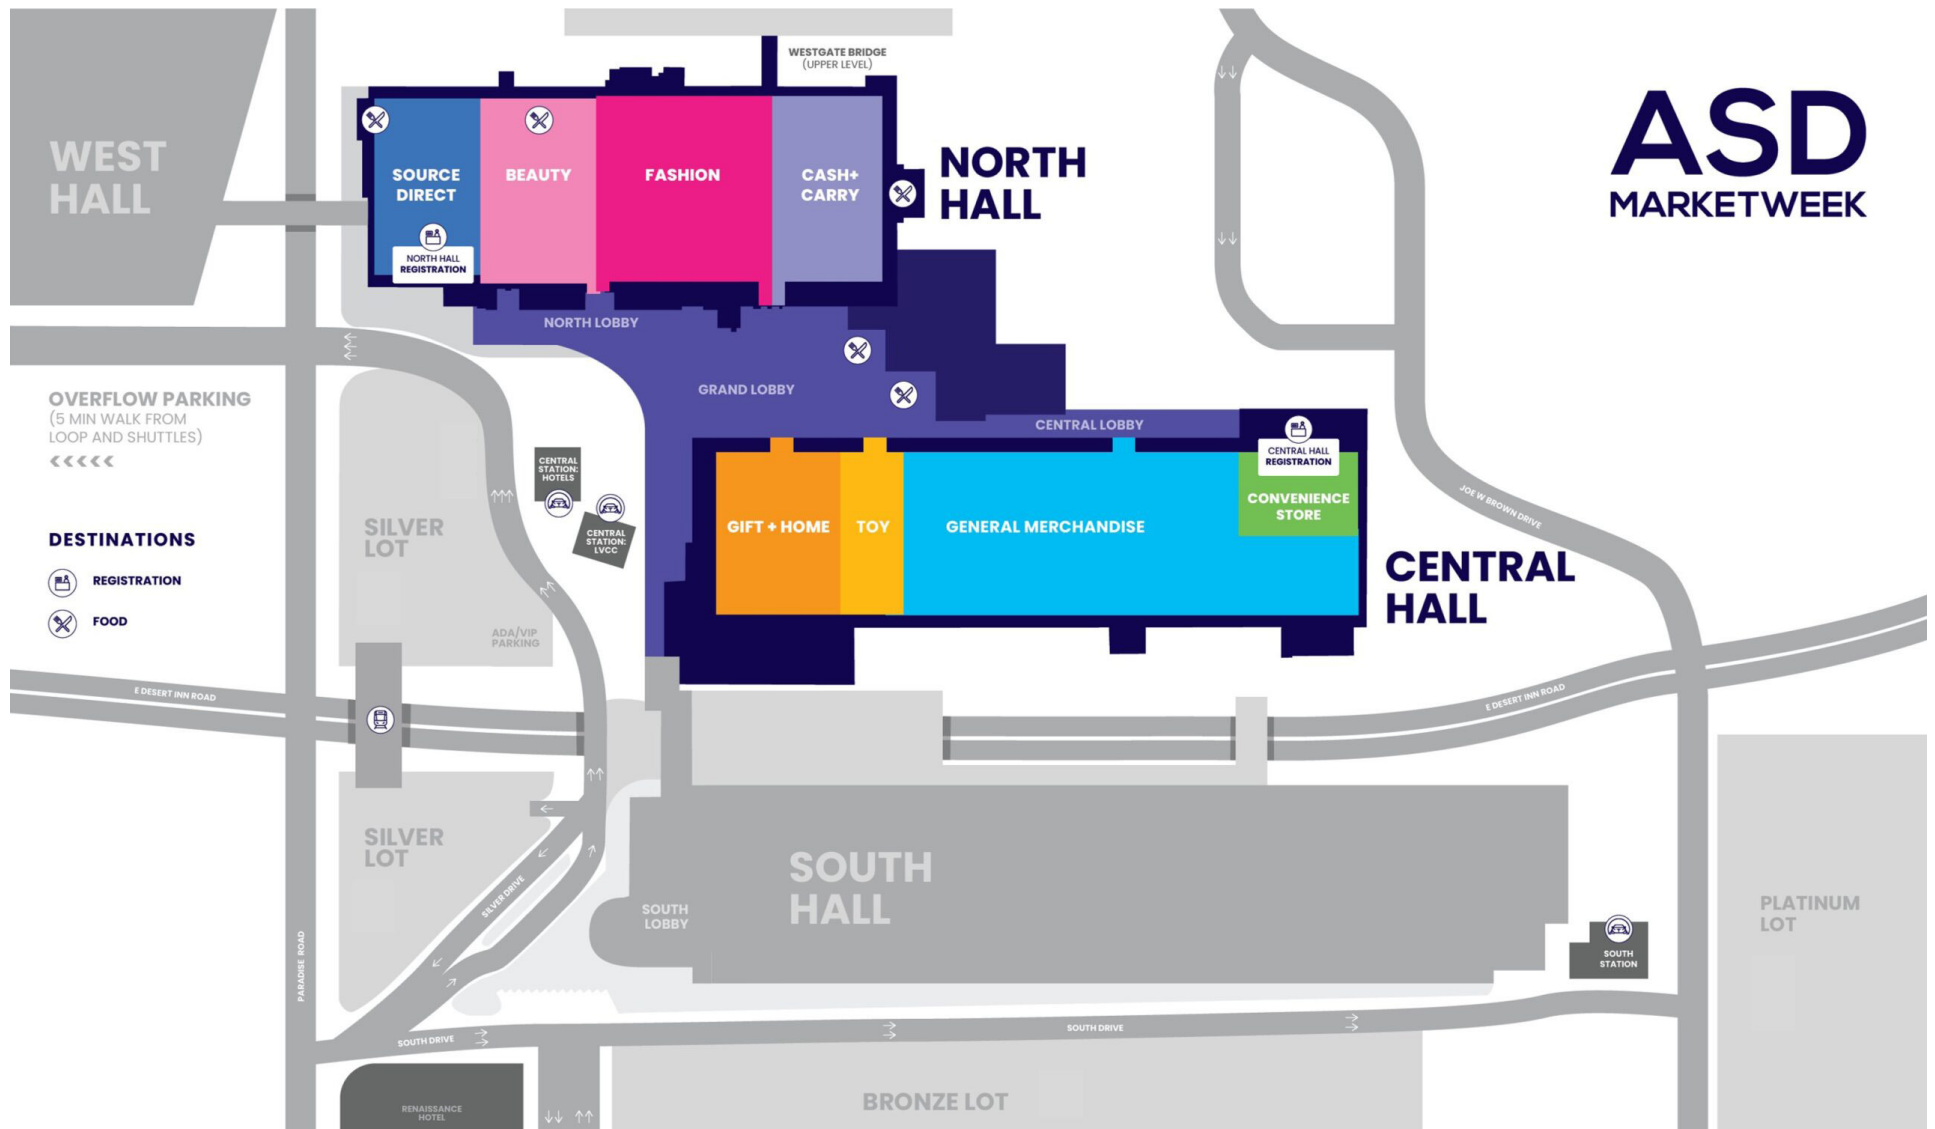 WESTGATE BRIDGE
(UPPER LEVEL)
ASD
MARKETWEEK
WEST
HALL
SOURCE
DIRECT
BEAUTY
FASHION
CASH+
CARRY
NORTH
HALL
NORTH HALL
REGISTRATION
NORTH LOBBY
GRAND LOBBY
CENTRAL LOBBY
OVERFLOW PARKING
(5 MIN WALK FROM
LOOP AND SHUTTLES)
<<<<<
CENTRAL
STATION:
HOTELS
CENTRAL
STATION:
LVCC
CENTRAL HALL
REGISTRATION
CONVENIENCE
STORE
GIFT + HOME
TOY
GENERAL MERCHANDISE
CENTRAL
HALL
JOE W BROWN DRIVE
SILVER
LOT
DESTINATIONS
REGISTRATION
FOOD
ADA/VIP
PARKING
E DESERT INN ROAD
E DESERT INN ROAD
SILVER
LOT
SILVER DRIVE
PARADISE ROAD
SOUTH
HALL
SOUTH
LOBBY
SOUTH
STATION
PLATINUM
LOT
SOUTH DRIVE
SOUTH DRIVE
BRONZE LOT
RENAISSANCE
HOTEL